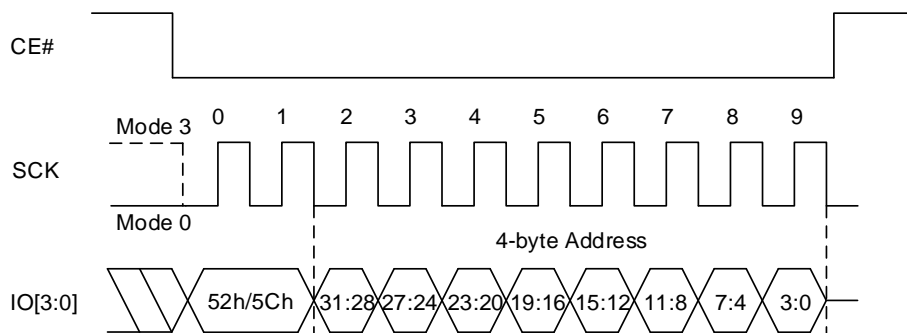 CE#
0 1 2 3 4 5 6 7 8 9
Mode 3
SCK
Mode 0
4-byte Address
IO[3:0] 52h/5Ch 31:28 27:24 23:20 19:16 15:12 11:8 7:4 3:0